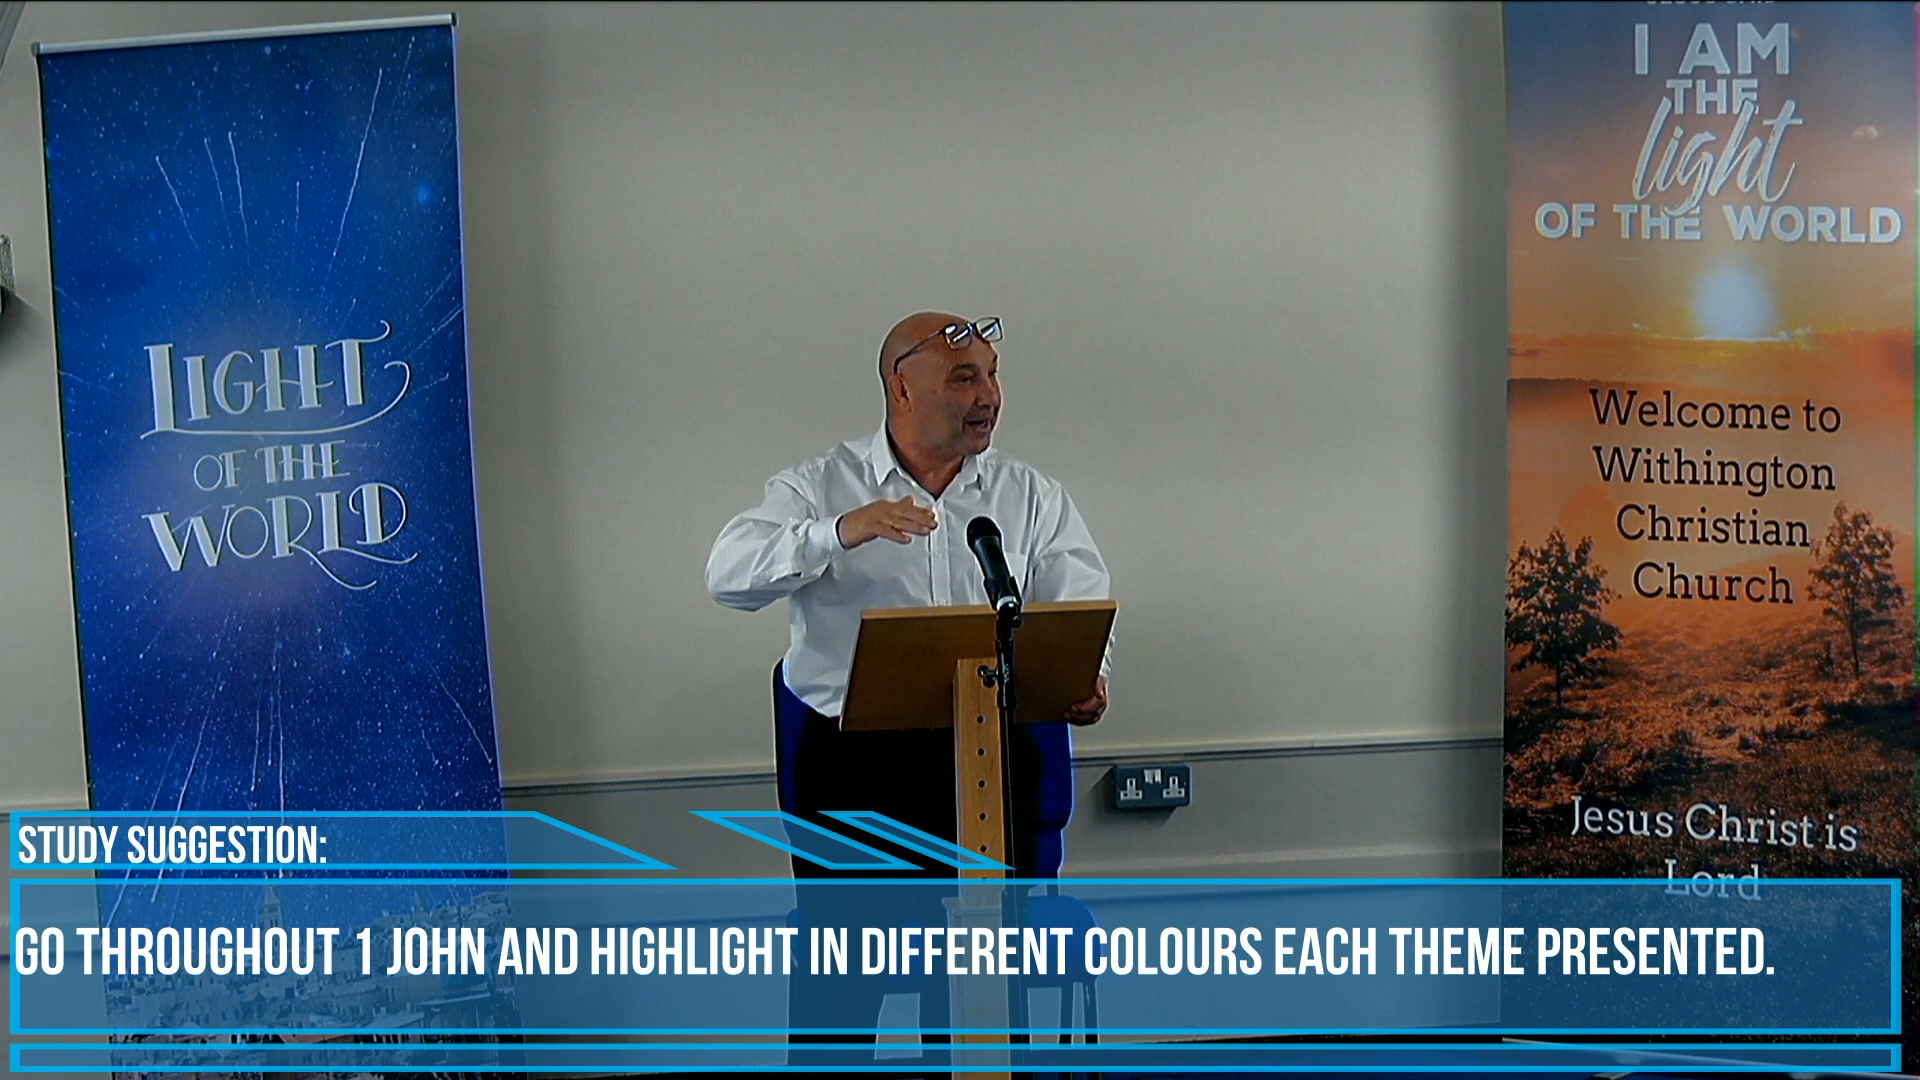 LIGHT
OF THE
WORLD
I AM
THE
light
OF THE WORLD
Welcome to
Withington
Christian
Church
Jesus Christ is
Lord
STUDY SUGGESTION:
GO THROUGHOUT 1 JOHN AND HIGHLIGHT IN DIFFERENT COLOURS EACH THEME PRESENTED.